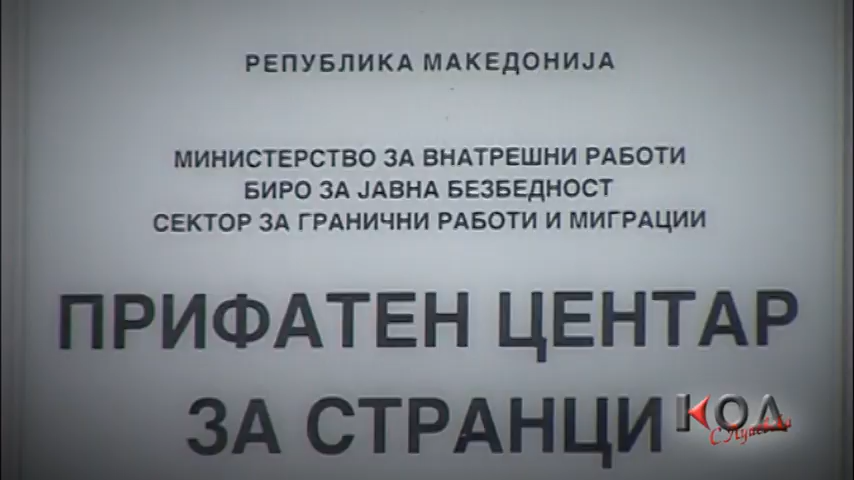 РЕПУБЛИКА МАКЕДОНИЈА
МИНИСТЕРСТВО ЗА ВНАТРЕШНИ РАБОТИ
БИРО ЗА ЈАВНА БЕЗБЕДНОСТ
СЕКТОР ЗА ГРАНИЧНИ РАБОТИ И МИГРАЦИИ
ПРИФАТЕН ЦЕНТАР
ЗА СТРАНЦИ
КОД